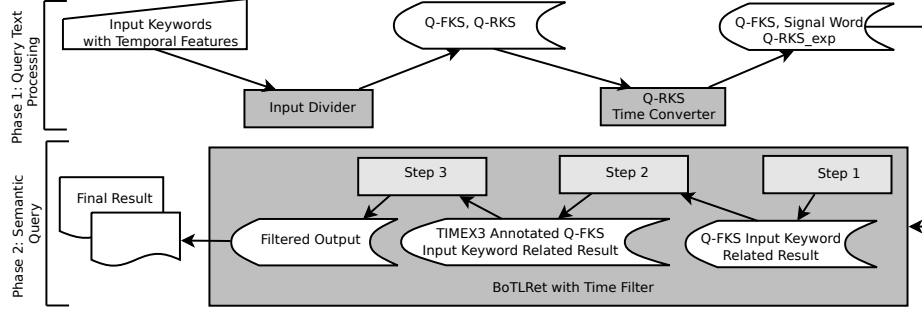 Phase 1: Query Text
Processing
Input Keywords
with Temporal Features
Input Divider
Q-FKS, Q-RKS
Q-RKS
Time Converter
Q-FKS, Signal Word
Q-RKS_exp
Phase 2: Semantic
Query
Step 1
Q-FKS Input Keyword
Related Result
Step 2
TIMEX3 Annotated Q-FKS
Input Keyword Related Result
Step 3
Filtered Output
BoTLRet with Time Filter
Final Result